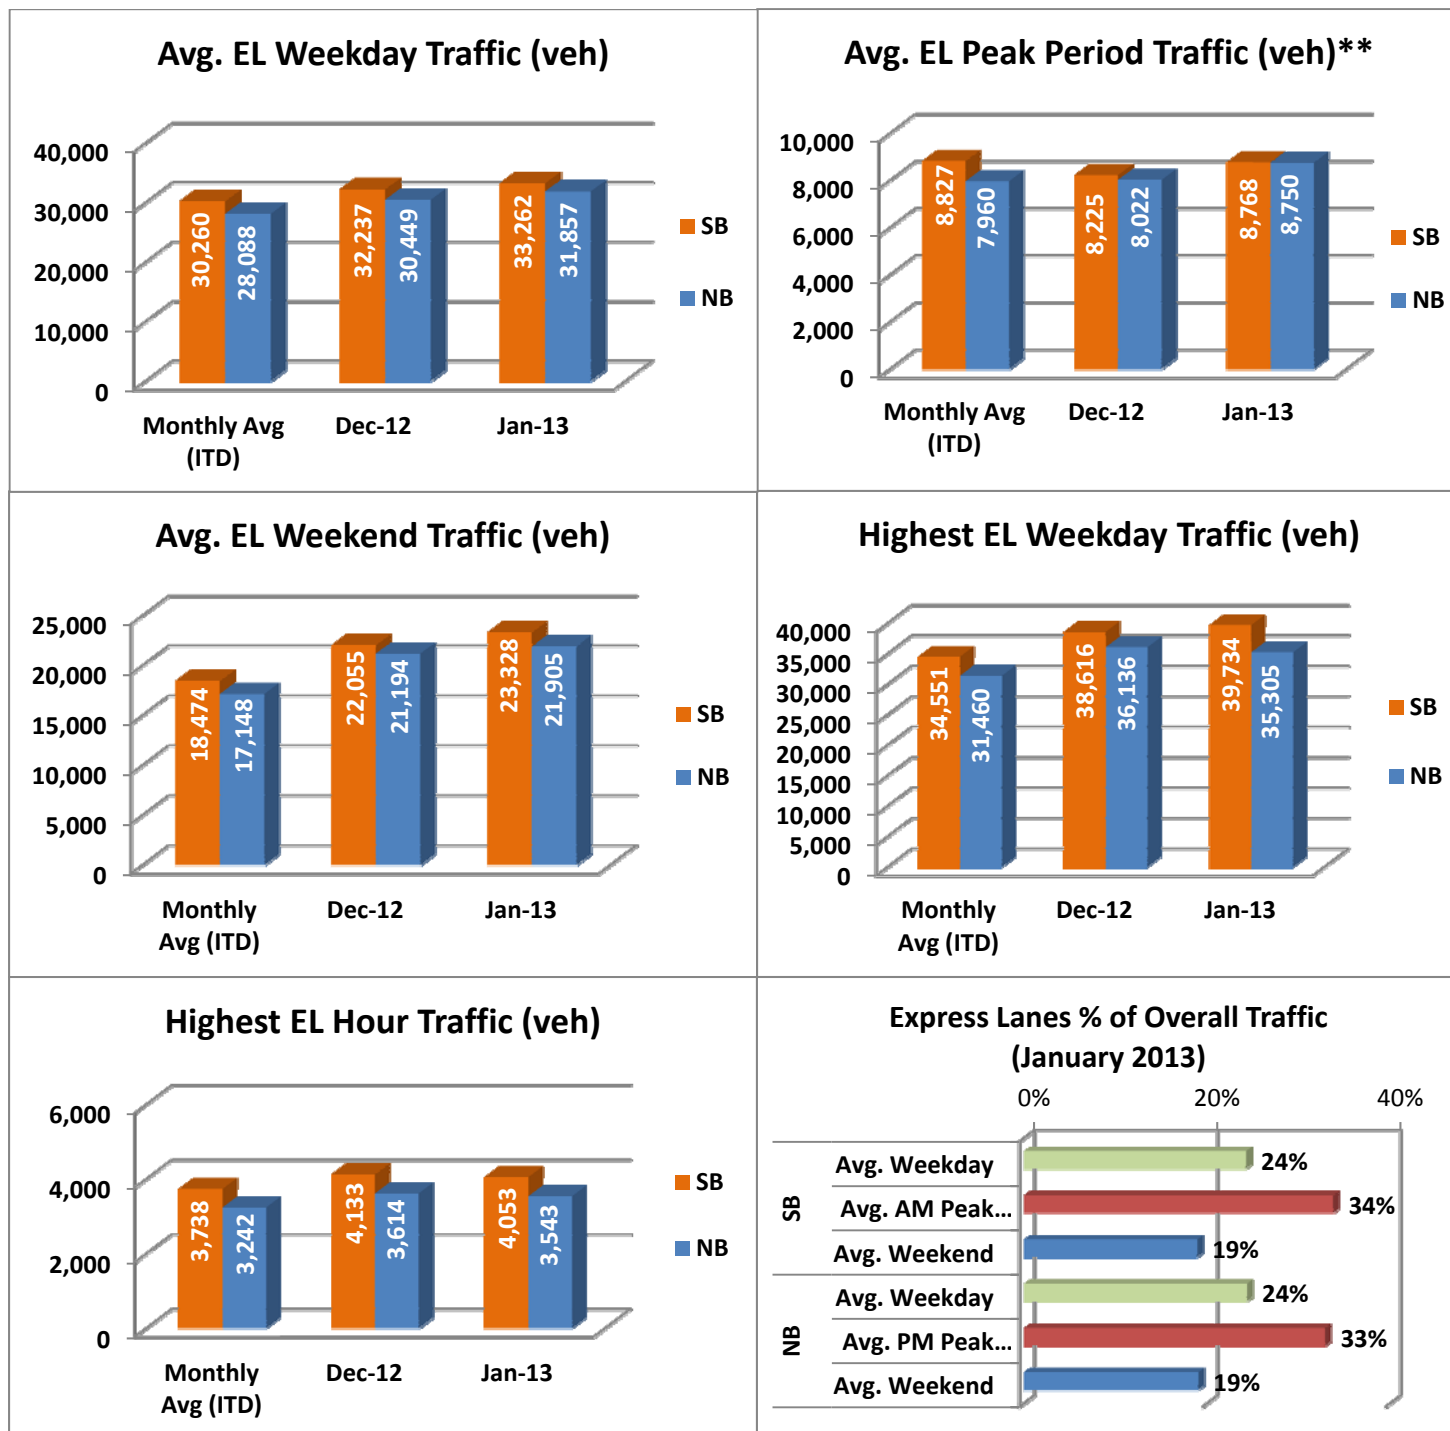 Avg. EL Weekday Traffic (veh)
40,000
30,000
20,000
10,000
0
30,260
28,088
32,237
30,449
33,262
31,857
SB
NB
Monthly Avg
(ITD)
Dec-12
Jan-13
Avg. EL Peak Period Traffic (veh)**
10,000
8,000
6,000
4,000
2,000
0
8,827
7,960
8,225
8,022
8,768
8,750
SB
NB
Monthly Avg
(ITD)
Dec-12
Jan-13
Avg. EL Weekend Traffic (veh)
25,000
20,000
15,000
10,000
5,000
0
18,474
17,148
22,055
21,194
23,328
21,905
SB
NB
Monthly
Avg (ITD)
Dec-12
Jan-13
Highest EL Weekday Traffic (veh)
40,000
35,000
30,000
25,000
20,000
15,000
10,000
5,000
0
34,551
31,460
38,616
36,136
39,734
35,305
SB
NB
Monthly
Avg (ITD)
Dec-12
Jan-13
Highest EL Hour Traffic (veh)
6,000
4,000
2,000
0
3,738
3,242
4,133
3,614
4,053
3,543
SB
NB
Monthly
Avg (ITD)
Dec-12
Jan-13
Express Lanes % of Overall Traffic
(January 2013)
0% 20% 40%
SB
Avg. Weekday 24%
Avg. AM Peak... 34%
Avg. Weekend 19%
NB
Avg. Weekday 24%
Avg. PM Peak... 33%
Avg. Weekend 19%